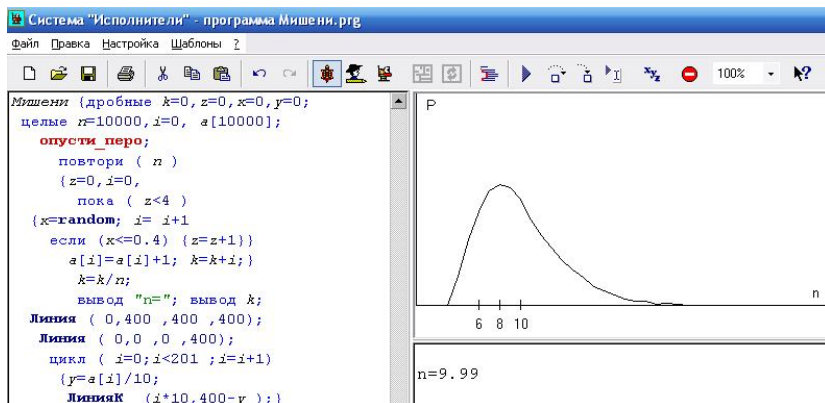 Система "Исполнители" - программа Мишени.prg
Файл Правка Настройка Шаблоны ?
100%
Мишени {дробные k=0,z=0,x=0,y=0;
целые n=10000,i=0, a[10000];
опусти_перо;
повтори ( n )
{z=0,i=0,
пока ( z<4 )
{x=random; i= i+1
если (x<=0.4) {z=z+1}}
a[i]=a[i]+1; k=k+i;}
k=k/n;
вывод "n="; вывод k;
Линия ( 0,400 ,400 ,400);
Линия ( 0,0 ,0 ,400);
цикл ( i=0;i<201 ;i=i+1)
{y=a[i]/10;
ЛинияК (i*10,400-y );}
P
n
6 8 10
n=9.99